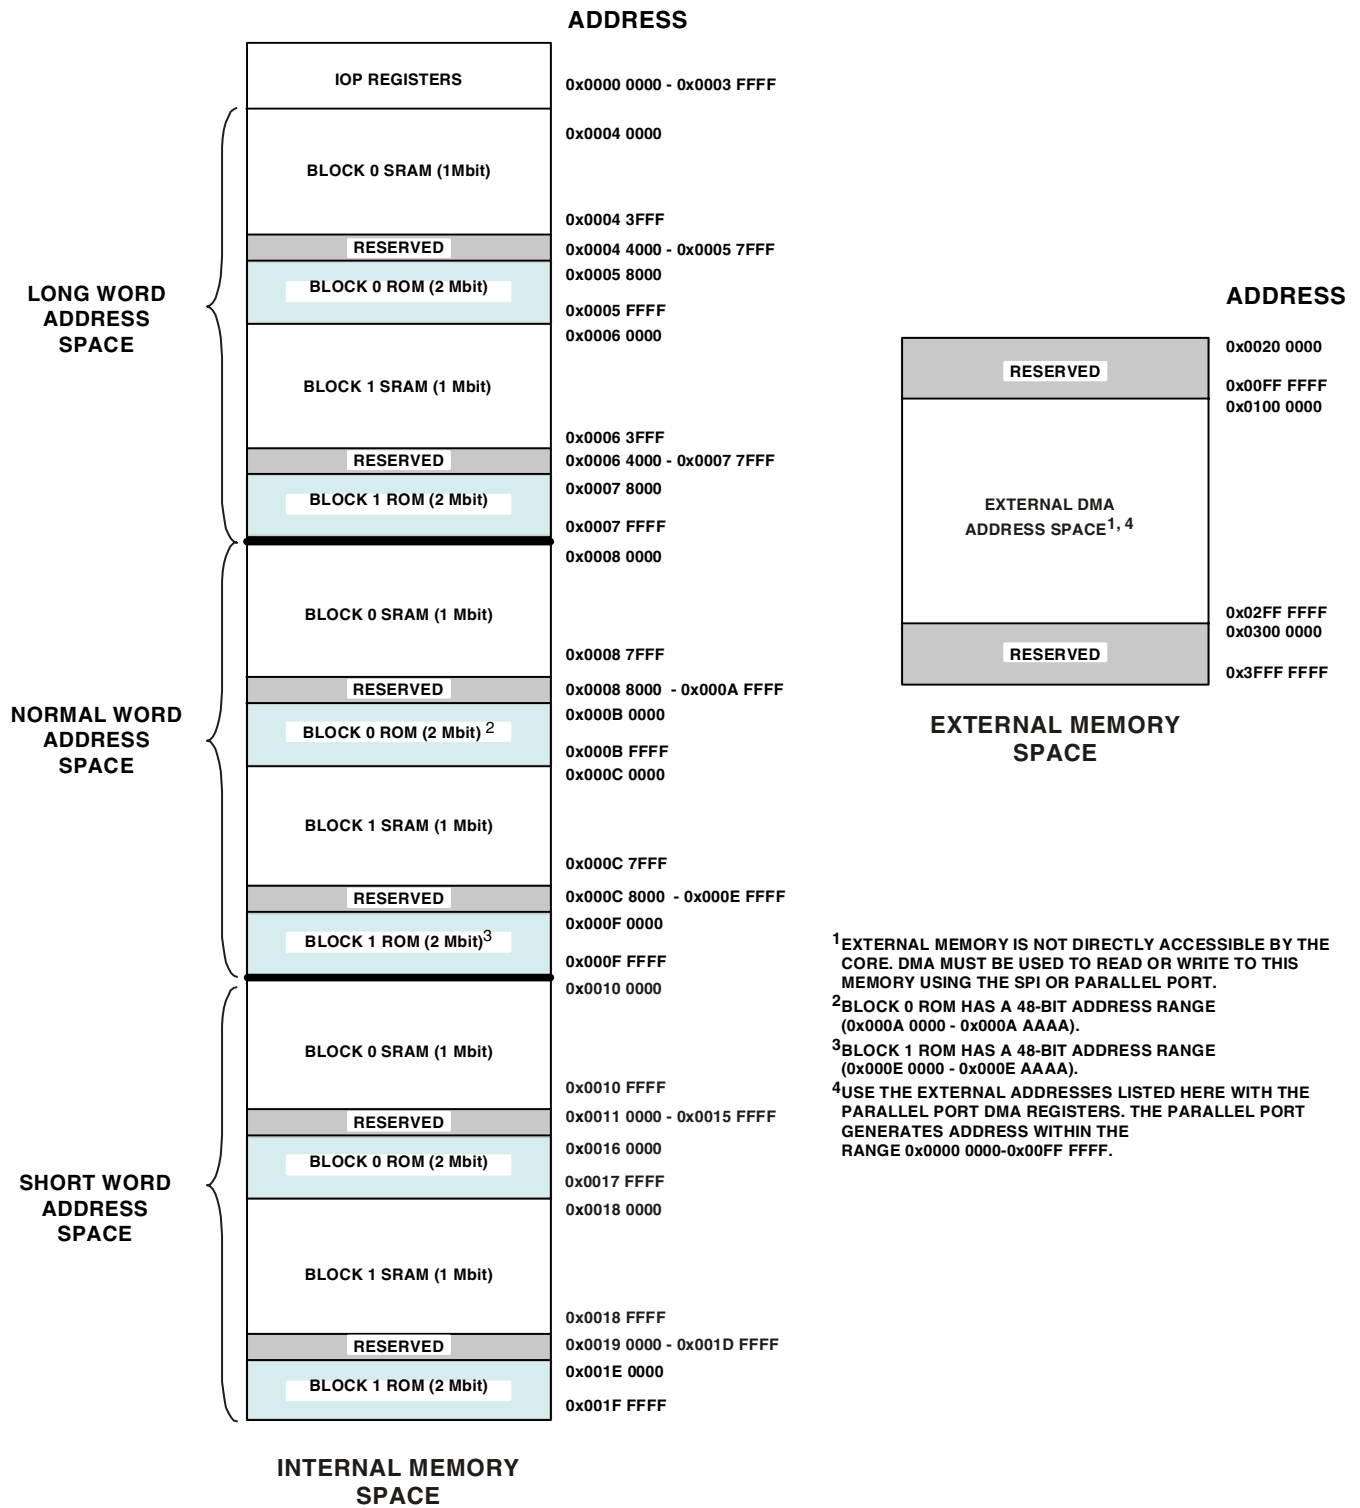 ADDRESS
IOP REGISTERS
0x0000 0000 - 0x0003 FFFF
0x0004 0000
BLOCK 0 SRAM (1Mbit)
0x0004 3FFF
RESERVED
0x0004 4000 - 0x0005 7FFF
0x0005 8000
BLOCK 0 ROM (2 Mbit)
0x0005 FFFF
0x0006 0000
BLOCK 1 SRAM (1 Mbit)
0x0006 3FFF
RESERVED
0x0006 4000 - 0x0007 7FFF
0x0007 8000
BLOCK 1 ROM (2 Mbit)
0x0007 FFFF
LONG WORD
ADDRESS
SPACE
0x0008 0000
BLOCK 0 SRAM (1 Mbit)
0x0008 7FFF
RESERVED
0x0008 8000 - 0x000A FFFF
0x000B 0000
BLOCK 0 ROM (2 Mbit) 2
0x000B FFFF
0x000C 0000
BLOCK 1 SRAM (1 Mbit)
0x000C 7FFF
RESERVED
0x000C 8000 - 0x000E FFFF
0x000F 0000
BLOCK 1 ROM (2 Mbit)3
0x000F FFFF
NORMAL WORD
ADDRESS
SPACE
0x0010 0000
BLOCK 0 SRAM (1 Mbit)
0x0010 FFFF
RESERVED
0x0011 0000 - 0x0015 FFFF
0x0016 0000
BLOCK 0 ROM (2 Mbit)
0x0017 FFFF
0x0018 0000
BLOCK 1 SRAM (1 Mbit)
0x0018 FFFF
RESERVED
0x0019 0000 - 0x001D FFFF
0x001E 0000
BLOCK 1 ROM (2 Mbit)
0x001F FFFF
SHORT WORD
ADDRESS
SPACE
INTERNAL MEMORY
SPACE
ADDRESS
0x0020 0000
RESERVED
0x00FF FFFF
0x0100 0000
EXTERNAL DMA
ADDRESS SPACE1, 4
0x02FF FFFF
0x0300 0000
RESERVED
0x3FFF FFFF
EXTERNAL MEMORY
SPACE
1EXTERNAL MEMORY IS NOT DIRECTLY ACCESSIBLE BY THE
CORE. DMA MUST BE USED TO READ OR WRITE TO THIS
MEMORY USING THE SPI OR PARALLEL PORT.
2BLOCK 0 ROM HAS A 48-BIT ADDRESS RANGE
(0x000A 0000 - 0x000A AAAA).
3BLOCK 1 ROM HAS A 48-BIT ADDRESS RANGE
(0x000E 0000 - 0x000E AAAA).
4USE THE EXTERNAL ADDRESSES LISTED HERE WITH THE
PARALLEL PORT DMA REGISTERS. THE PARALLEL PORT
GENERATES ADDRESS WITHIN THE
RANGE 0x0000 0000-0x00FF FFFF.